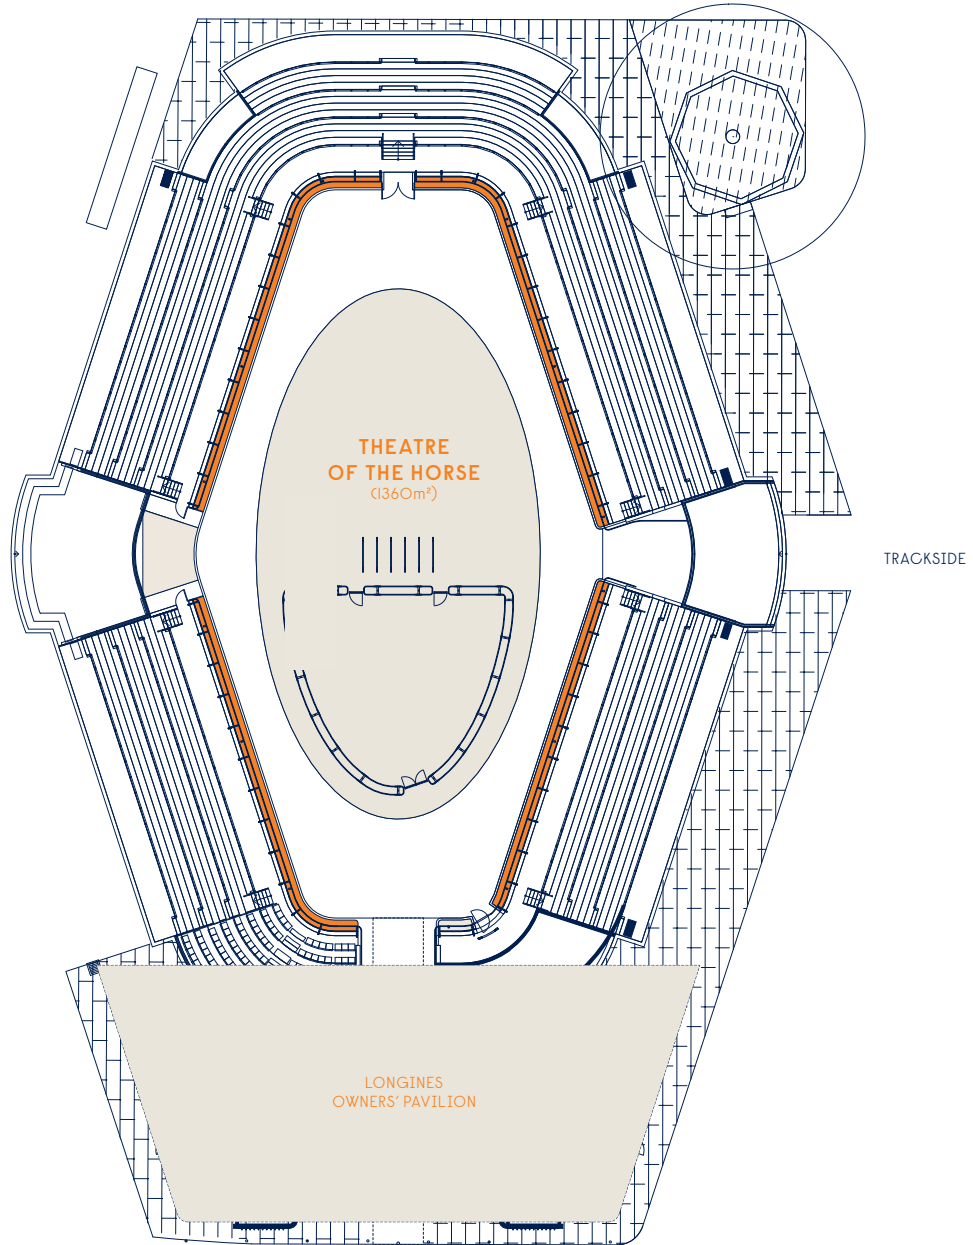 THEATRE
OF THE HORSE
(1360m²)
TRACKSIDE
LONGINES
OWNERS' PAVILION